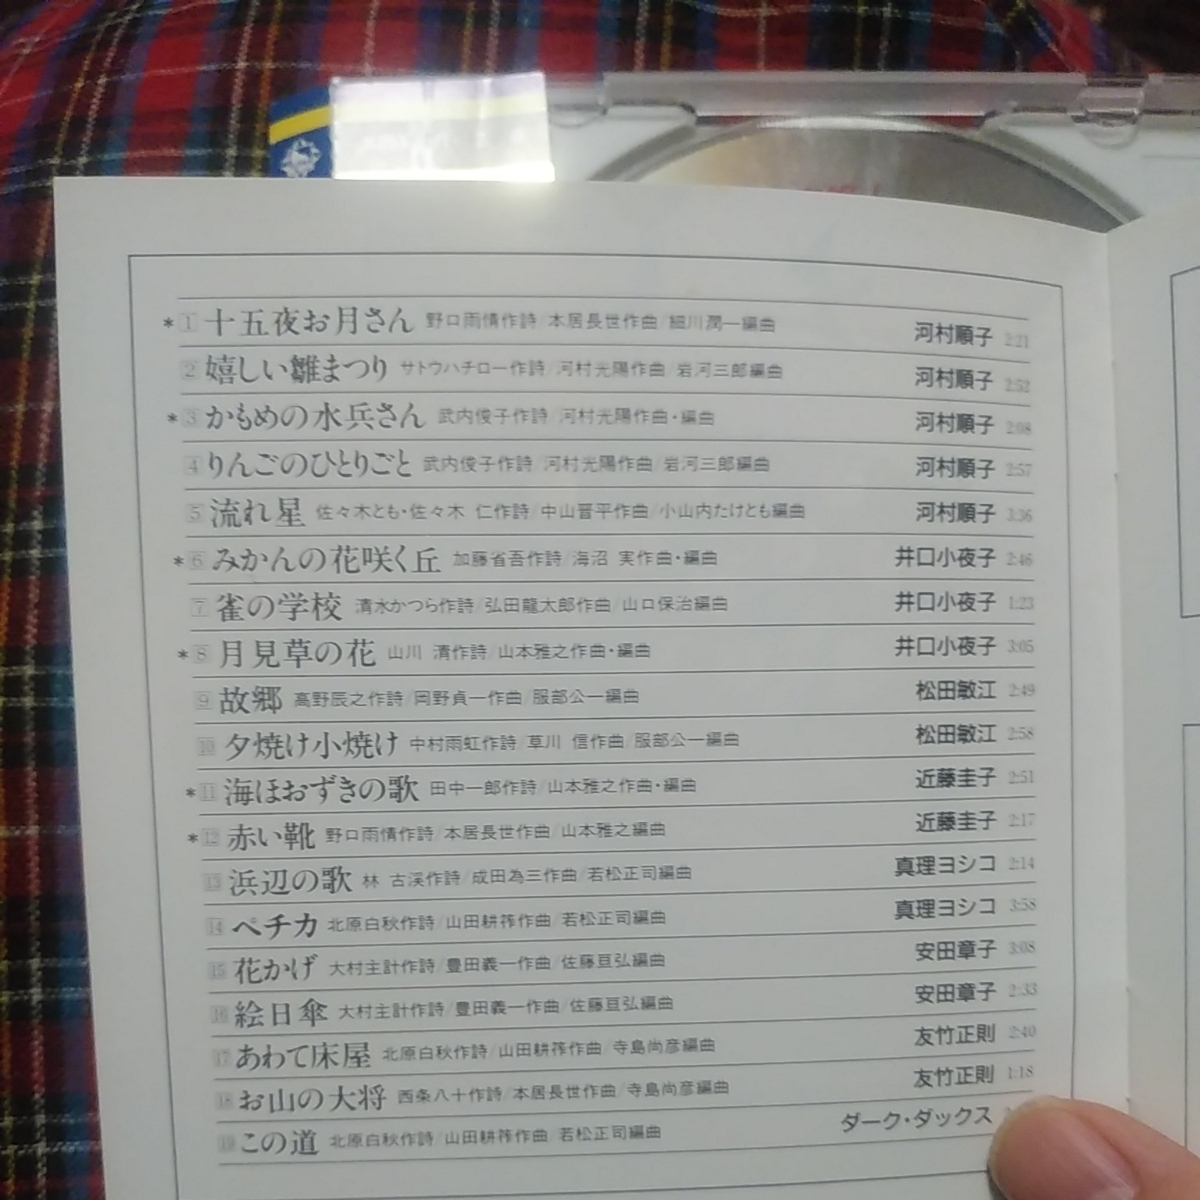 *1 十五夜お月さん 野口雨情作詩/本居長世作曲/細川潤一編曲 河村順子 2:21
2 嬉しい雛まつり サトウハチロー作詩/河村光陽作曲/岩河三郎編曲 河村順子 2:52
*3 かもめの水兵さん 武内俊子作詩/河村光陽作曲・編曲 河村順子 2:08
4 りんごのひとりごと 武内俊子作詩/河村光陽作曲/岩河三郎編曲 河村順子 2:57
5 流れ星 佐々木とも・佐々木 仁作詩/中山晋平作曲/小山内たけとも編曲 河村順子 3:36
*6 みかんの花咲く丘 加藤省吾作詩/海沼 実作曲・編曲 井口小夜子 2:46
7 雀の学校 清水かつら作詩/弘田龍太郎作曲/山口保治編曲 井口小夜子 1:23
*8 月見草の花 山川 清作詩/山本雅之作曲・編曲 井口小夜子 3:05
9 故郷 高野辰之作詩/岡野貞一作曲/服部公一編曲 松田敏江 2:49
10 夕焼け小焼け 中村雨虹作詩/草川 信作曲/服部公一編曲 松田敏江 2:58
*11 海ほおずきの歌 田中一郎作詩/山本雅之作曲・編曲 近藤圭子 2:51
*12 赤い靴 野口雨情作詩/本居長世作曲/山本雅之編曲 近藤圭子 2:17
13 浜辺の歌 林 古渓作詩/成田為三作曲/若松正司編曲 真理ヨシコ 2:14
14 ペチカ 北原白秋作詩/山田耕筰作曲/若松正司編曲 真理ヨシコ 3:58
15 花かげ 大村主計作詩/豊田義一作曲/佐藤亘弘編曲 安田章子 3:08
16 絵日傘 大村主計作詩/豊田義一作曲/佐藤亘弘編曲 安田章子 2:33
17 あわて床屋 北原白秋作詩/山田耕筰作曲/寺島尚彦編曲 友竹正則 2:40
18 お山の大将 西条八十作詩/本居長世作曲/寺島尚彦編曲 友竹正則 1:18
19 この道 北原白秋作詩/山田耕筰作曲/若松正司編曲 ダーク・ダックス